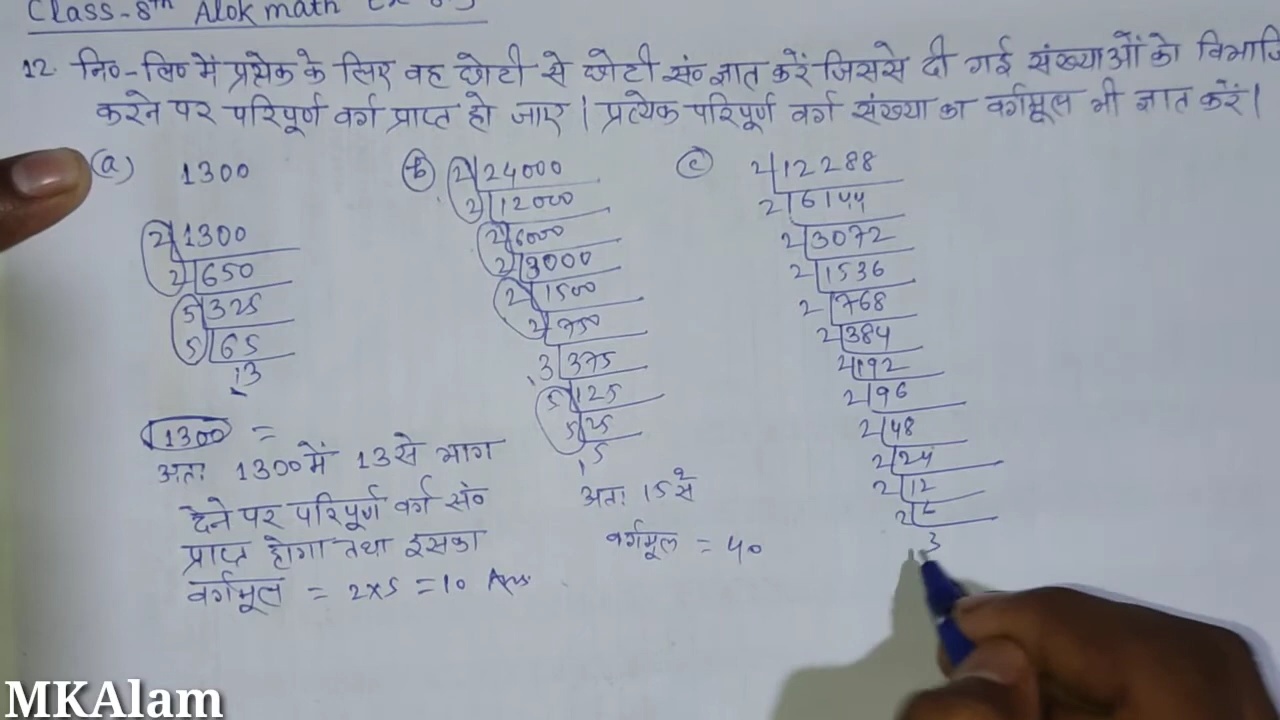 Class-8th Alok math Ex
12. नि०-लि० में प्रत्येक के लिए वह छोटी से छोटी सं० ज्ञात करें जिससे दी गई संख्याओं को
करने पर परिपूर्ण वर्ग प्राप्त हो जाए। प्रत्येक परिपूर्ण वर्ग संख्या का वर्गमूल भी ज्ञात करें।
(a) 1300
2 1300
2 650
5 325
5 65
13
1300 =
अतः 1300 में 13 से भाग
देने पर परिपूर्ण वर्ग सं०
प्राप्त होगा तथा इसका
वर्गमूल = 2x5 = 10 Ans.
(b) 2 24000
2 12000
2 6000
2 3000
2 1500
2 750
3 375
5 125
5 25
5
अतः 15 से
वर्गमूल = 40
(c) 2 12288
2 6144
2 3072
2 1536
2 768
2 384
2 192
2 96
2 48
2 24
2 12
2 6
3
MKAlam